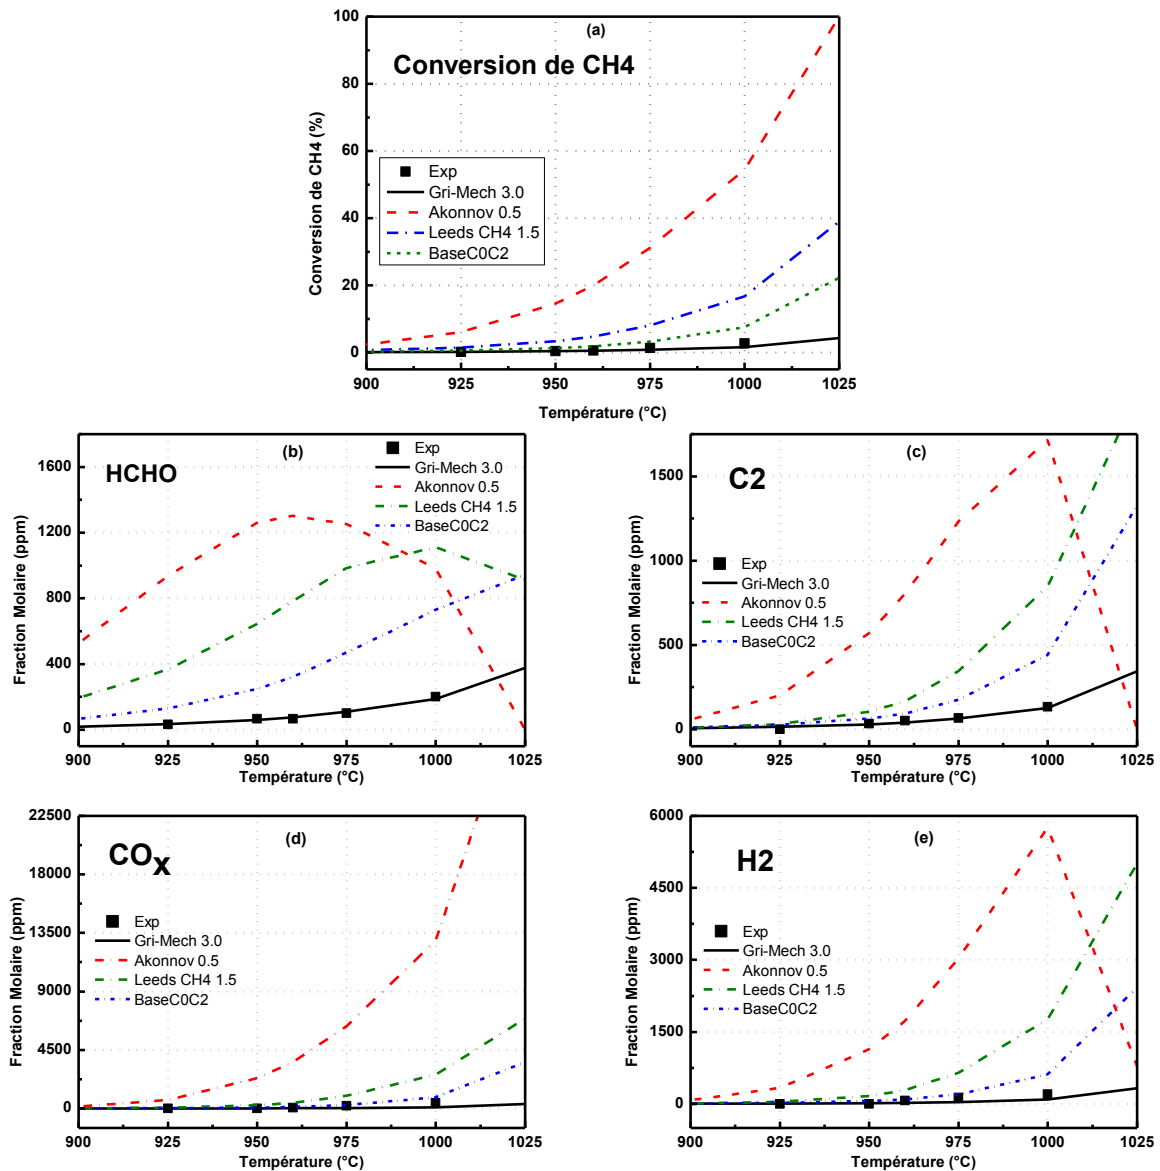 (a)
Conversion de CH4
Conversion de CH4 (%)
100
80
60
40
20
0
Exp
Gri-Mech 3.0
Akonnov 0.5
Leeds CH4 1.5
BaseC0C2
900 925 950 975 1000 1025
Température (°C)
(b)
HCHO
Fraction Molaire (ppm)
1600
1200
800
400
0
Exp
Gri-Mech 3.0
Akonnov 0.5
Leeds CH4 1.5
BaseC0C2
900 925 950 975 1000 1025
Température (°C)
(c)
C2
Fraction Molaire (ppm)
1500
1000
500
0
Exp
Gri-Mech 3.0
Akonnov 0.5
Leeds CH4 1.5
BaseC0C2
900 925 950 975 1000 1025
Température (°C)
(d)
COX
Fraction Molaire (ppm)
22500
18000
13500
9000
4500
0
Exp
Gri-Mech 3.0
Akonnov 0.5
Leeds CH4 1.5
BaseC0C2
900 925 950 975 1000 1025
Température (°C)
(e)
H2
Fraction Molaire (ppm)
6000
4500
3000
1500
0
Exp
Gri-Mech 3.0
Akonnov 0.5
Leeds CH4 1.5
BaseC0C2
900 925 950 975 1000 1025
Température (°C)